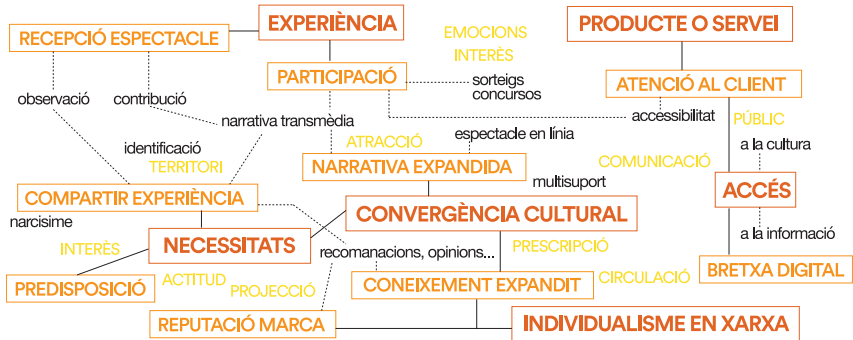 EXPERIÈNCIA
PRODUCTE O SERVEI
RECEPCIÓ ESPECTACLE
EMOCIONS
INTERÈS
PARTICIPACIÓ
sorteigs
concursos
ATENCIÓ AL CLIENT
observació
contribució
narrativa transmèdia
accessibilitat
PÚBLIC
identificació
TERRITORI
ATRACCIÓ
espectacle en línia
a la cultura
NARRATIVA EXPANDIDA
COMUNICACIÓ
COMPARTIR EXPERIÈNCIA
multisuport
ACCÉS
narcisime
CONVERGÈNCIA CULTURAL
INTERÈS
NECESSITATS
recomanacions, opinions...
PRESCRIPCIÓ
a la informació
PREDISPOSICIÓ
ACTITUD
PROJECCIÓ
CONEIXEMENT EXPANDIT
CIRCULACIÓ
BRETXA DIGITAL
REPUTACIÓ MARCA
INDIVIDUALISME EN XARXA